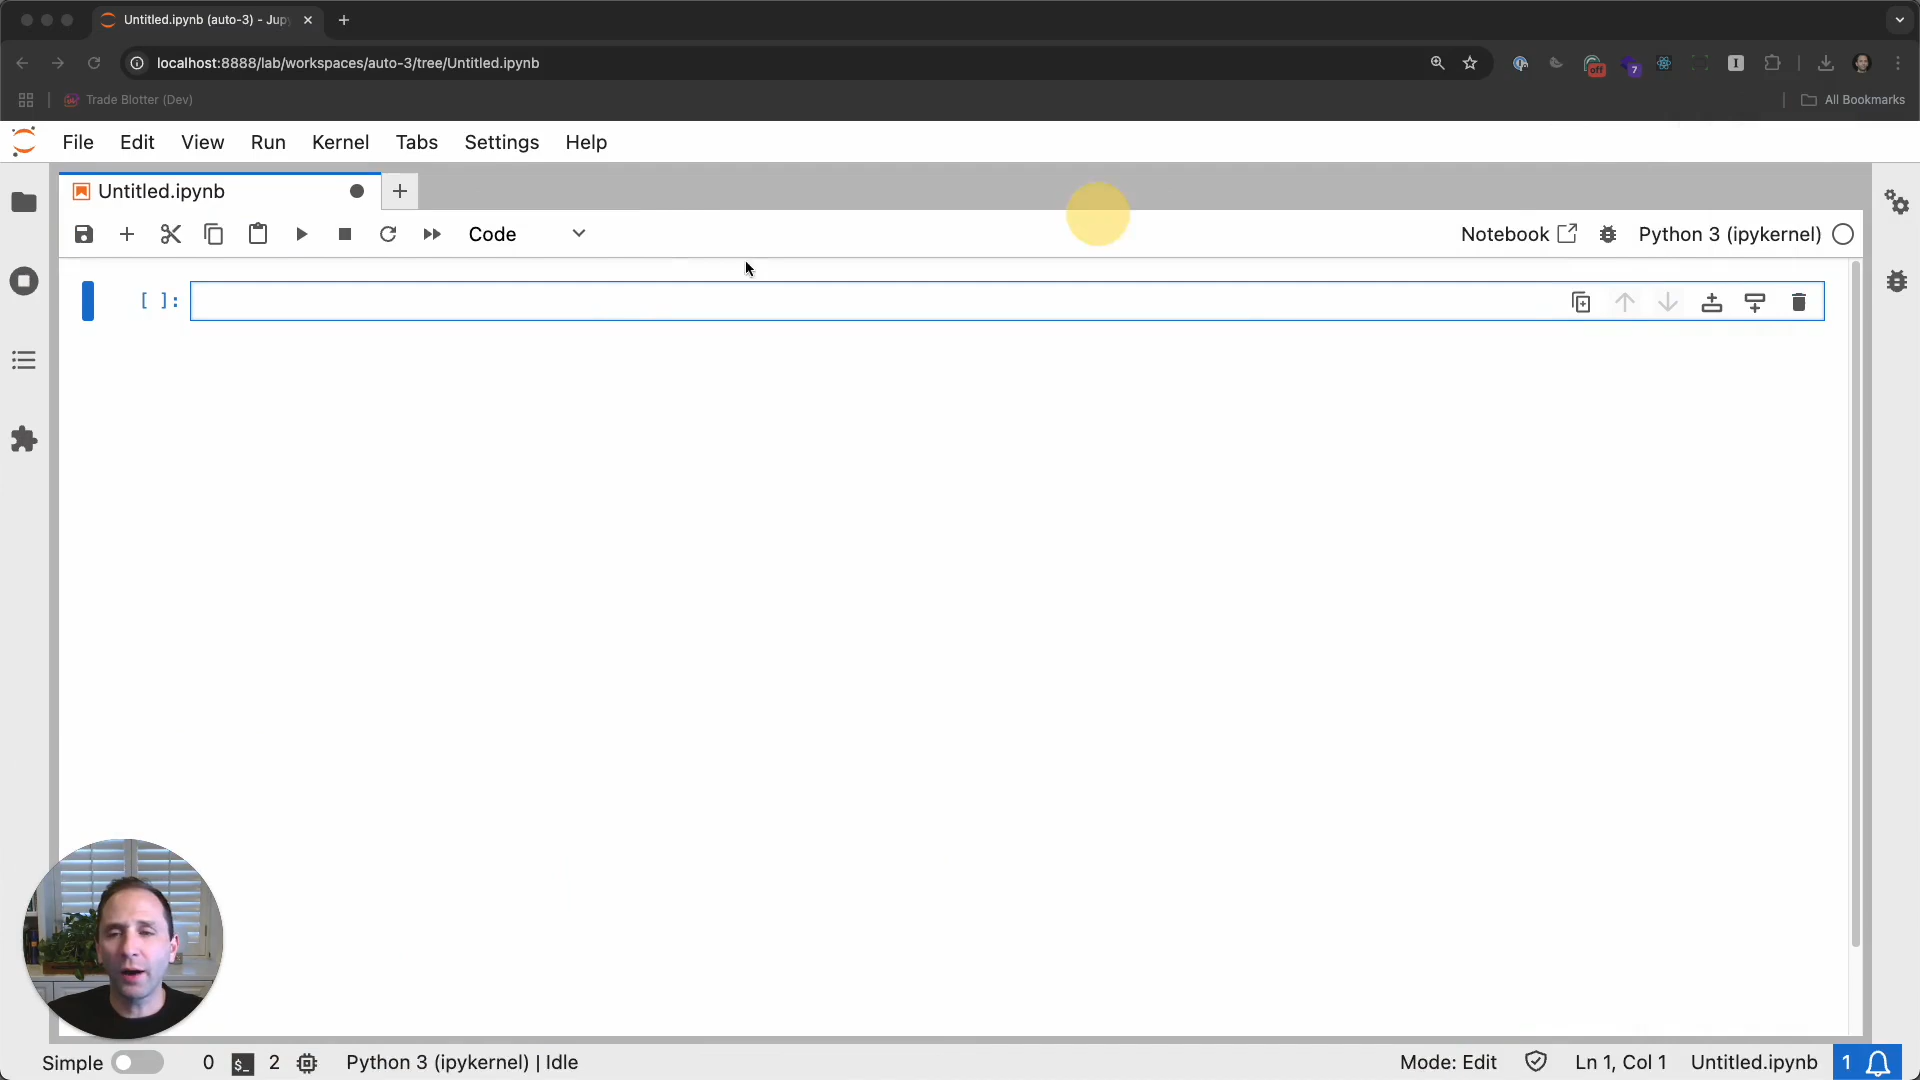 Untitled.ipynb (auto-3) - Jup
localhost:8888/lab/workspaces/auto-3/tree/Untitled.ipynb
off
7
Trade Blotter (Dev)
All Bookmarks
File Edit View Run Kernel Tabs Settings Help
Untitled.ipynb
Code
Notebook
Python 3 (ipykernel)
[ ]:
Simple
0
$_
2
Python 3 (ipykernel) | Idle
Mode: Edit
Ln 1, Col 1
Untitled.ipynb
1